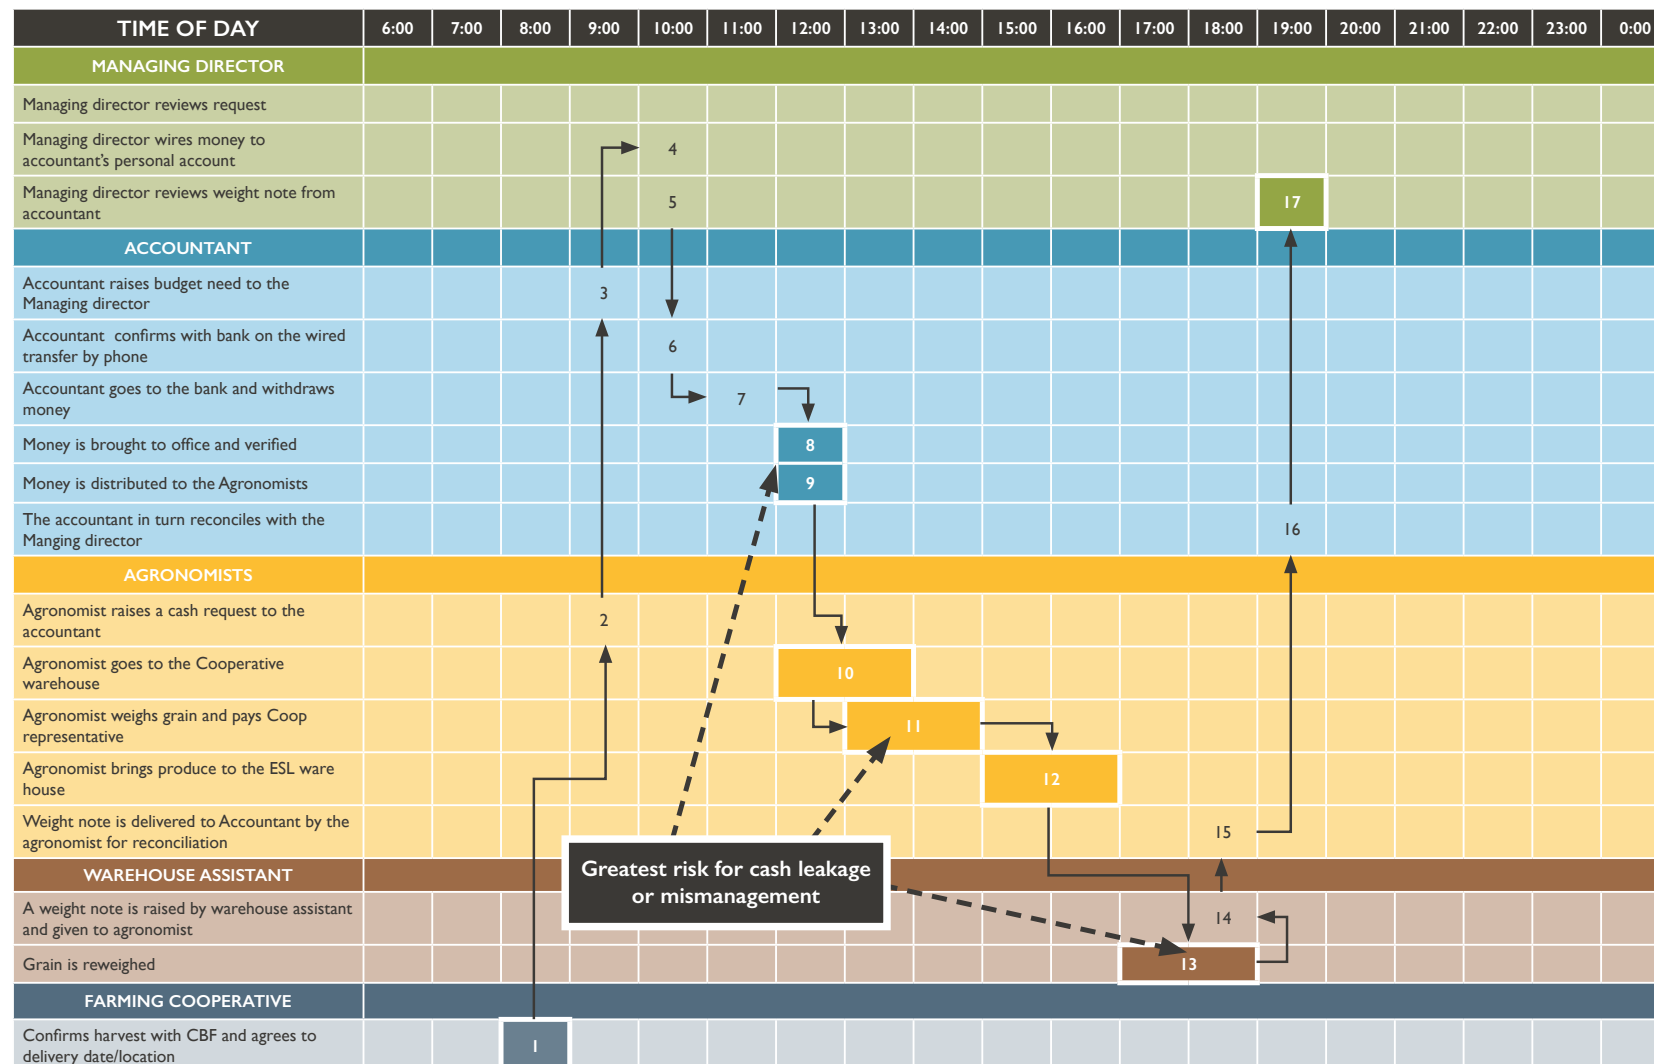 TIME OF DAY 6:00 7:00 8:00 9:00 10:00 11:00 12:00 13:00 14:00 15:00 16:00 17:00 18:00 19:00 20:00 21:00 22:00 23:00 0:00
MANAGING DIRECTOR
Managing director reviews request
Managing director wires money to
accountant's personal account
4
Managing director reviews weight note from
accountant
5 17
ACCOUNTANT
Accountant raises budget need to the
Managing director
3
Accountant confirms with bank on the wired
transfer by phone
6
Accountant goes to the bank and withdraws
money
7
Money is brought to office and verified 8
Money is distributed to the Agronomists 9
The accountant in turn reconciles with the
Manging director
16
AGRONOMISTS
Agronomist raises a cash request to the
accountant
2
Agronomist goes to the Cooperative
warehouse
10
Agronomist weighs grain and pays Coop
representative
11
Agronomist brings produce to the ESL ware
house
12
Weight note is delivered to Accountant by the
agronomist for reconciliation
15
Greatest risk for cash leakage
or mismanagement
WAREHOUSE ASSISTANT
A weight note is raised by warehouse assistant
and given to agronomist
14
Grain is reweighed 13
FARMING COOPERATIVE
Confirms harvest with CBF and agrees to
delivery date/location
1